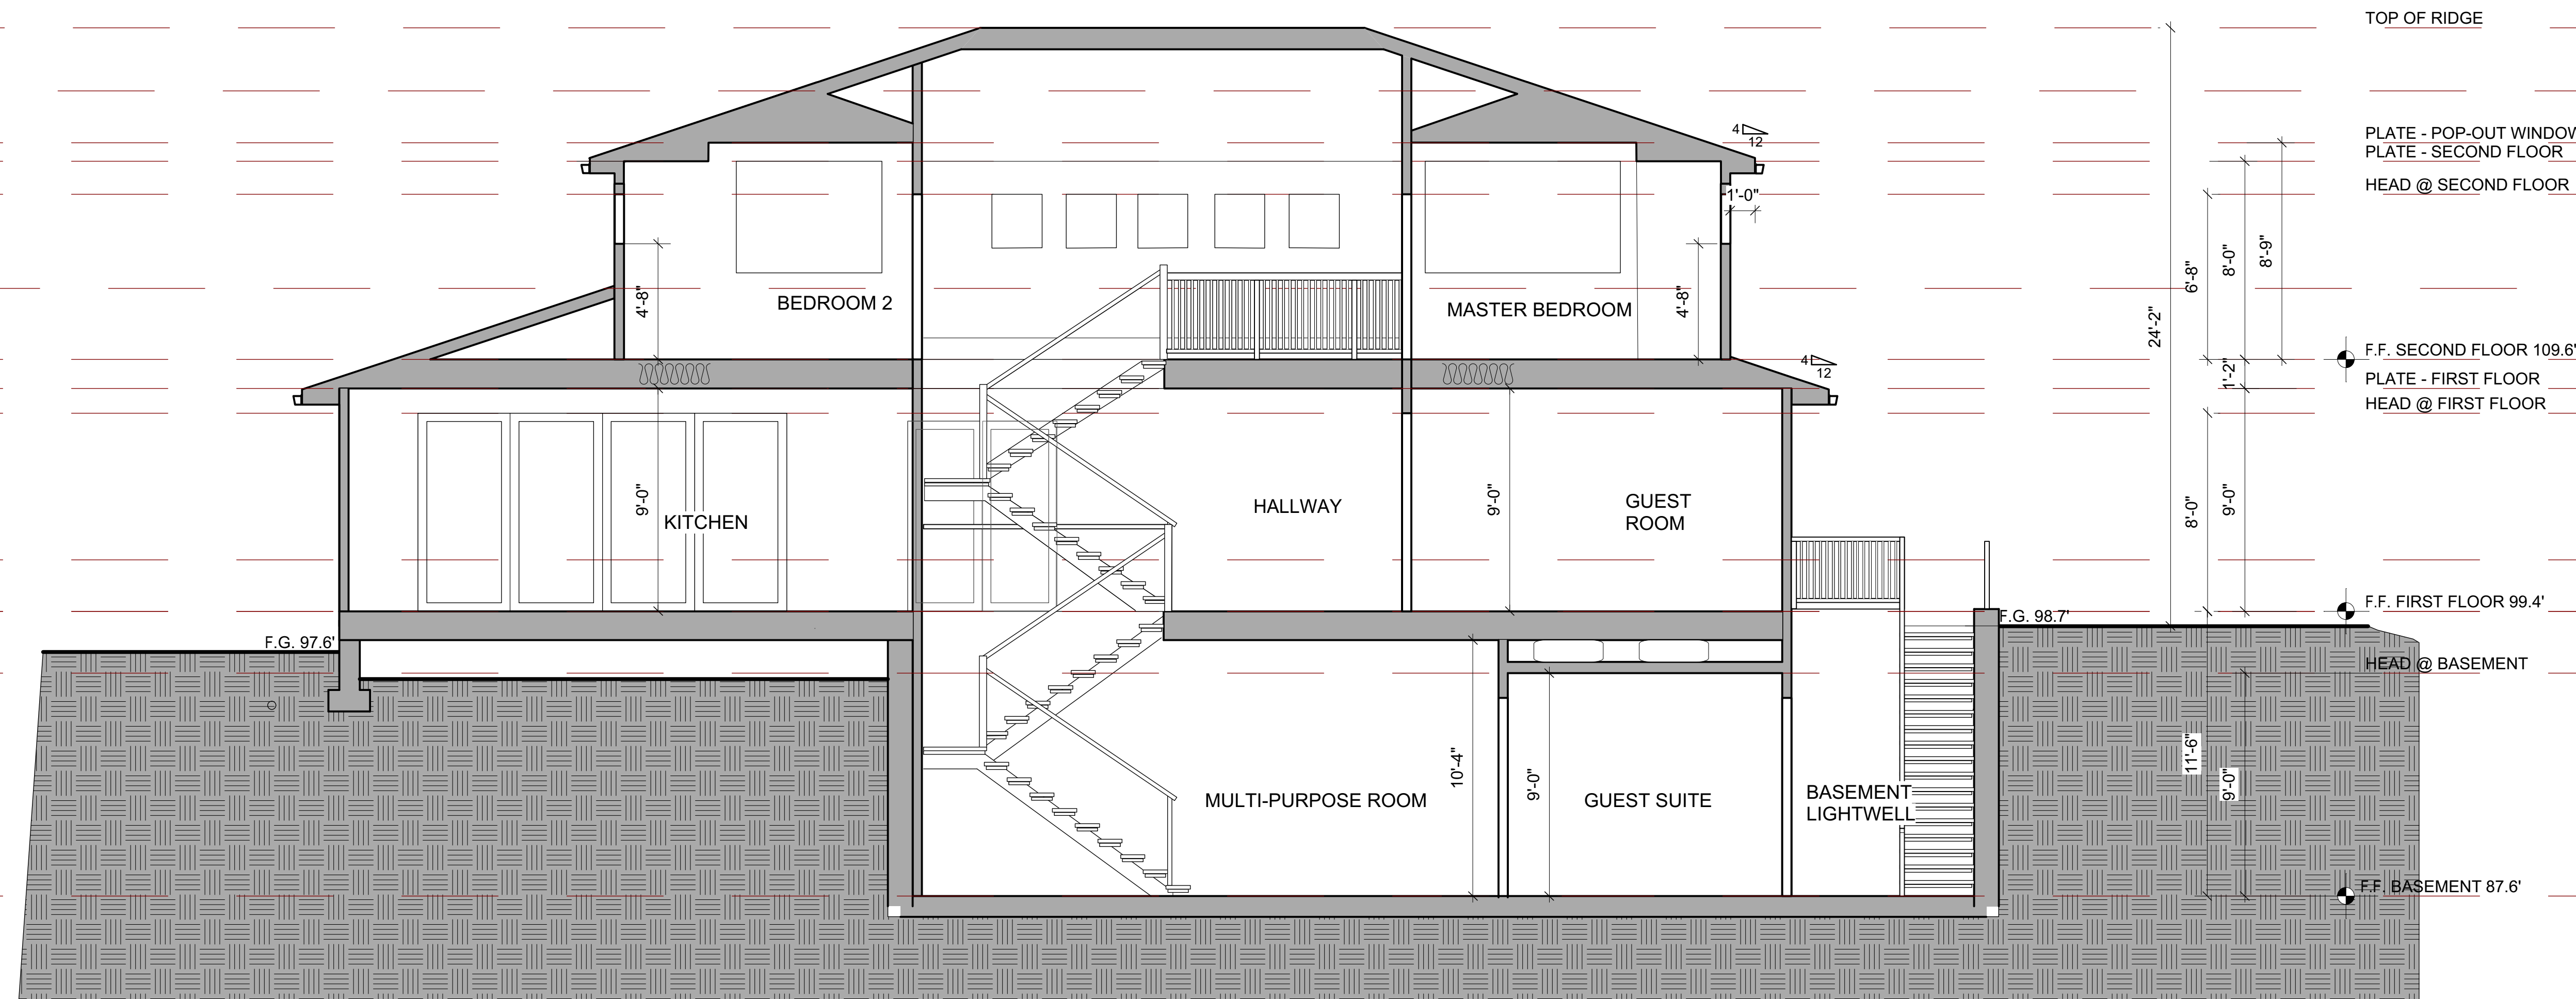 TOP OF RIDGE
4
12
PLATE - POP-OUT WINDOW
PLATE - SECOND FLOOR
HEAD @ SECOND FLOOR
1'-0"
4'-8"
BEDROOM 2
MASTER BEDROOM
4'-8"
24'-2"
6'-8"
8'-0"
8'-9"
F.F. SECOND FLOOR 109.6'
4
12
1'-2"
PLATE - FIRST FLOOR
HEAD @ FIRST FLOOR
9'-0"
KITCHEN
HALLWAY
9'-0"
GUEST
ROOM
8'-0"
9'-0"
F.F. FIRST FLOOR 99.4'
F.G. 98.7'
F.G. 97.6'
HEAD @ BASEMENT
10'-4"
9'-0"
11'-6"
9'-0"
MULTI-PURPOSE ROOM
GUEST SUITE
BASEMENT
LIGHTWELL
F.F. BASEMENT 87.6'